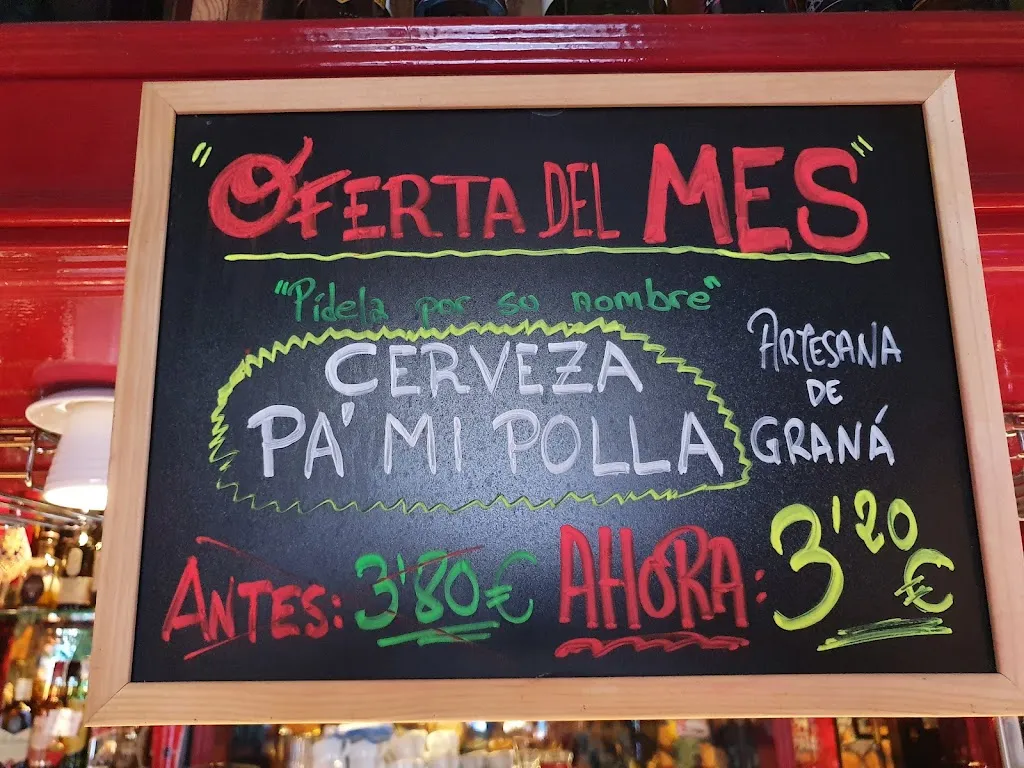 "OFERTA DEL MES"
"Pídela por su nombre"
CERVEZA
PA' MI POLLA
ARTESANA
DE
GRANÁ
ANTES: 3'80€ AHORA: 3'20€